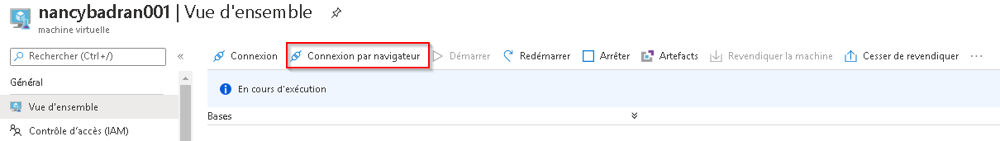 nancybadran001 | Vue d'ensemble
machine virtuelle
Rechercher (Ctrl+/)
«
Connexion
Connexion par navigateur
Démarrer
Redémarrer
Arrêter
Artefacts
Revendiquer la machine
Cesser de revendiquer
...
Général
En cours d'exécution
Vue d'ensemble
Bases
Contrôle d'accès (IAM)